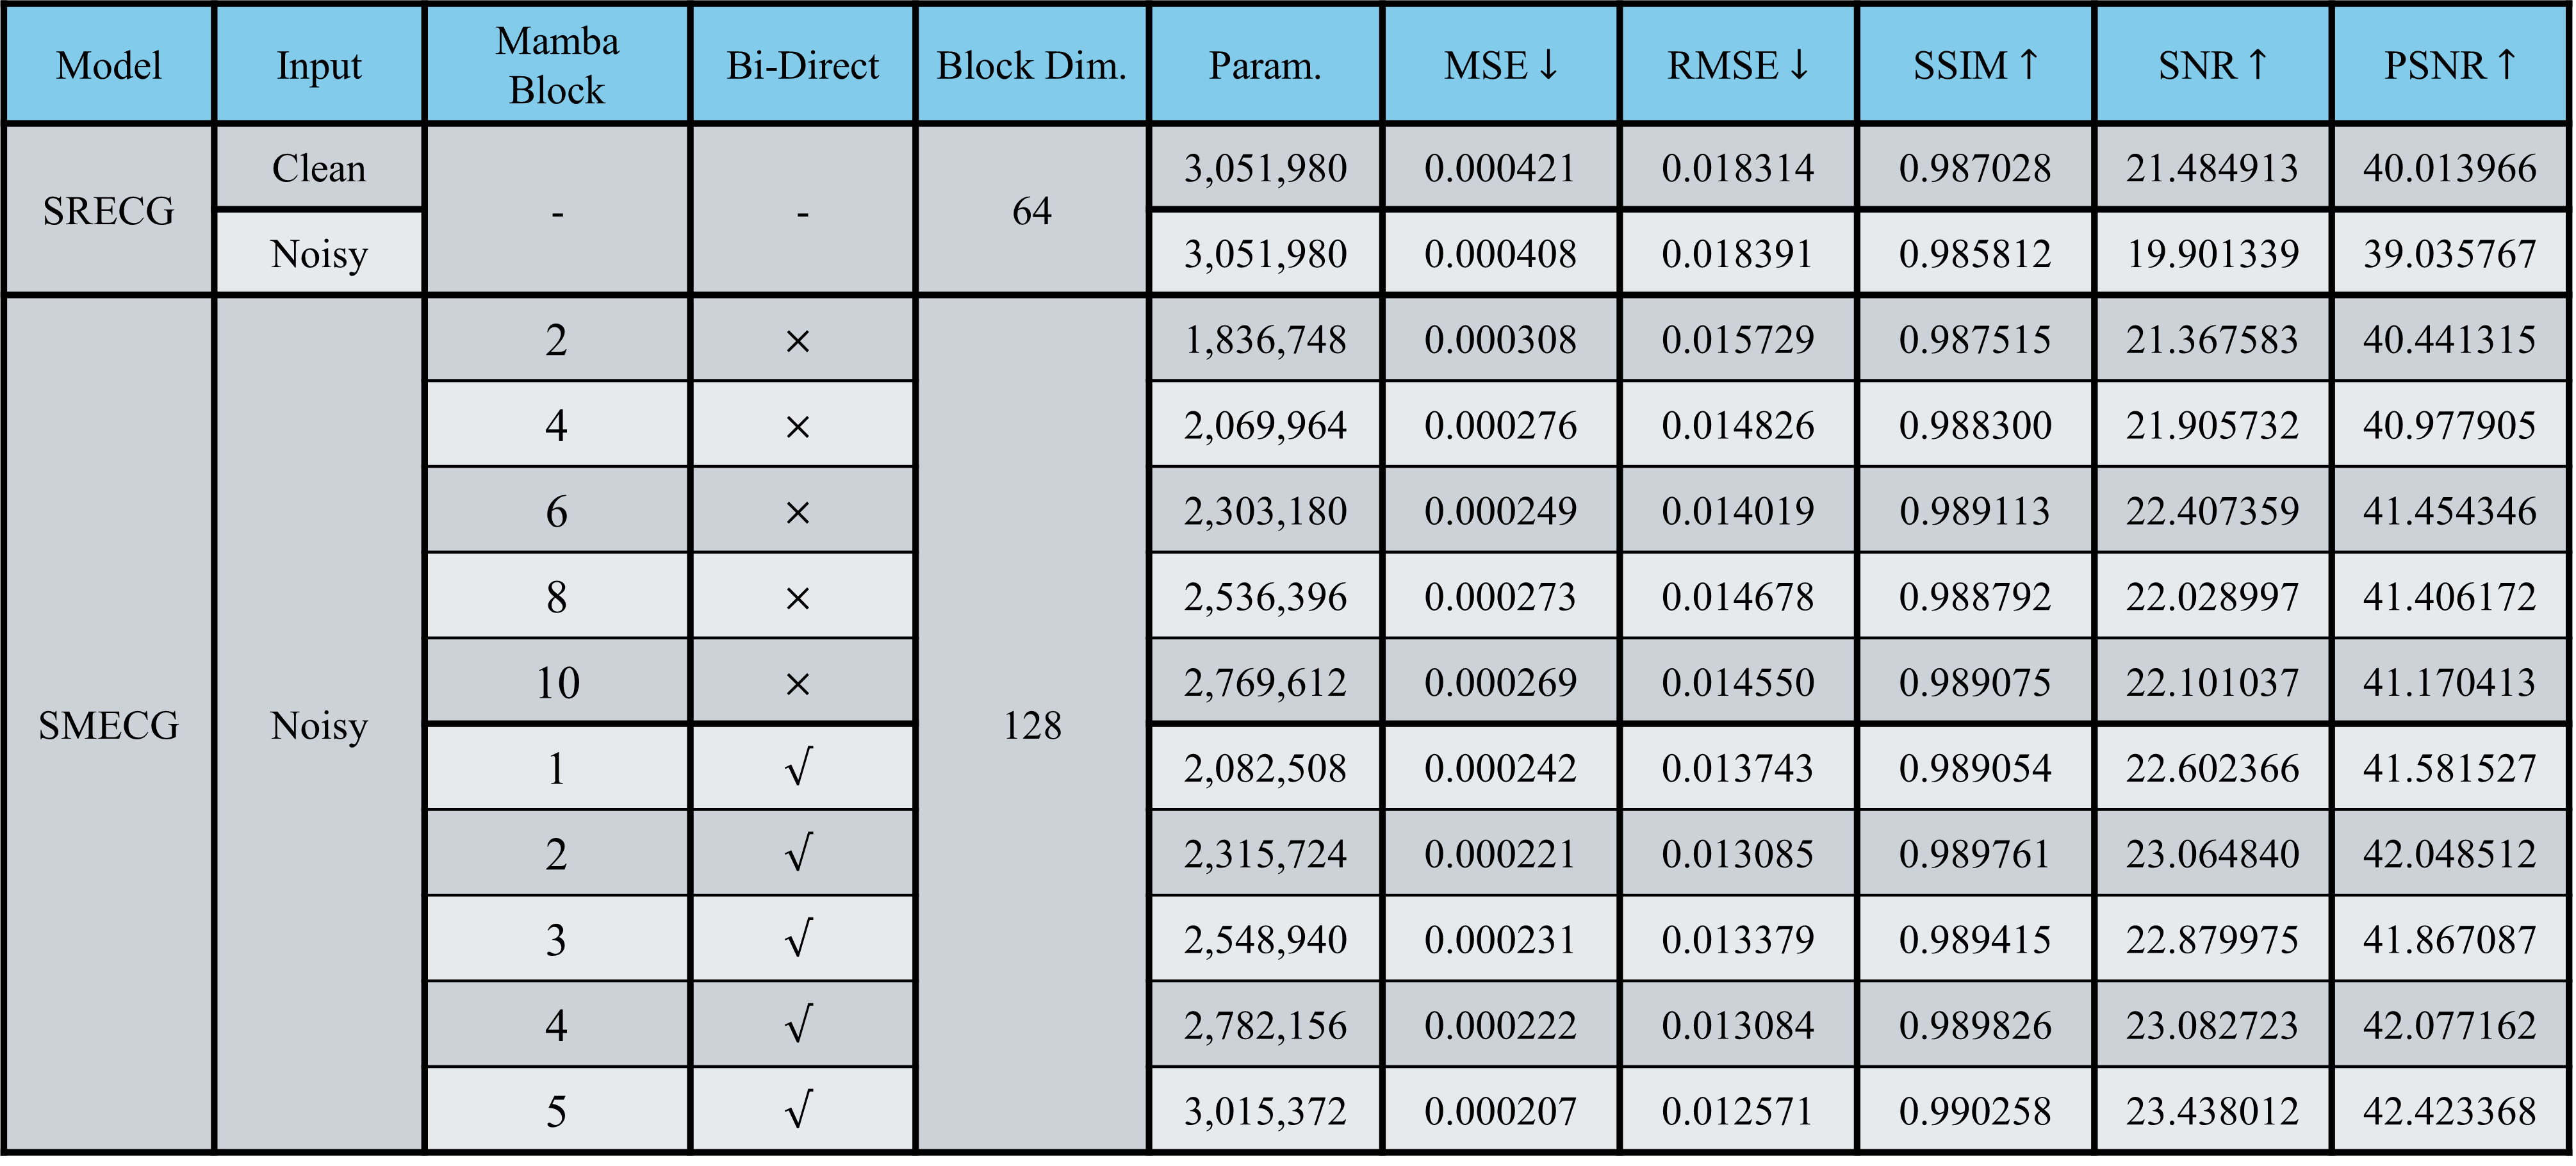 Model Input Mamba Block Bi-Direct Block Dim. Param. MSE↓ RMSE↓ SSIM↑ SNR↑ PSNR↑
SRECG Clean - - 64 3,051,980 0.000421 0.018314 0.987028 21.484913 40.013966
Noisy 3,051,980 0.000408 0.018391 0.985812 19.901339 39.035767
SMECG Noisy 2 × 128 1,836,748 0.000308 0.015729 0.987515 21.367583 40.441315
4 × 2,069,964 0.000276 0.014826 0.988300 21.905732 40.977905
6 × 2,303,180 0.000249 0.014019 0.989113 22.407359 41.454346
8 × 2,536,396 0.000273 0.014678 0.988792 22.028997 41.406172
10 × 2,769,612 0.000269 0.014550 0.989075 22.101037 41.170413
1 √ 2,082,508 0.000242 0.013743 0.989054 22.602366 41.581527
2 √ 2,315,724 0.000221 0.013085 0.989761 23.064840 42.048512
3 √ 2,548,940 0.000231 0.013379 0.989415 22.879975 41.867087
4 √ 2,782,156 0.000222 0.013084 0.989826 23.082723 42.077162
5 √ 3,015,372 0.000207 0.012571 0.990258 23.438012 42.423368